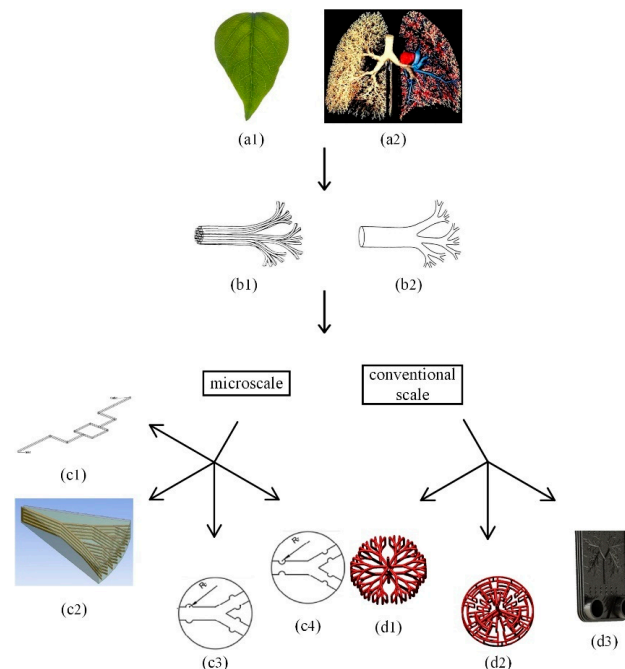 (a1)
(a2)
(b1)
(b2)
microscale
conventional
scale
(c1)
(c2)
(c3)
(c4)
(d1)
(d2)
(d3)